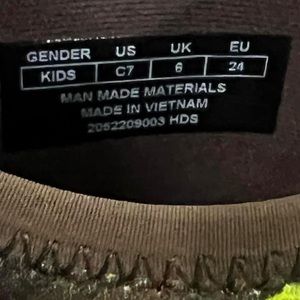 GENDER US UK EU
KIDS C7 6 24
MAN MADE MATERIALS
MADE IN VIETNAM
2052209003 HDS